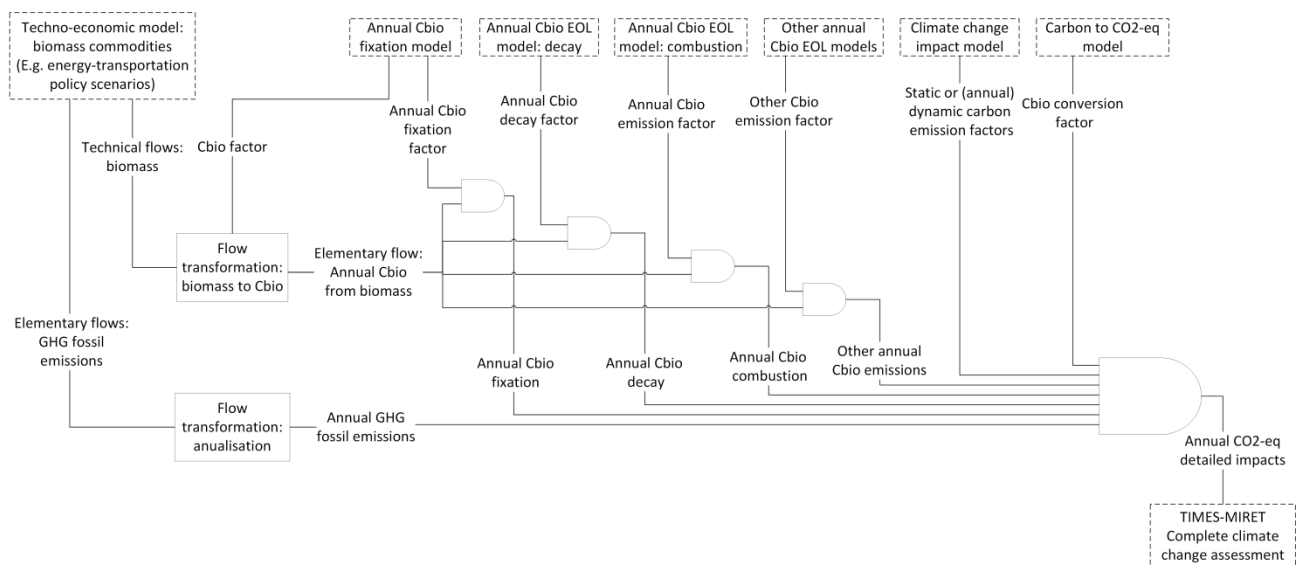 Techno-economic model:
biomass commodities
(E.g. energy-transportation
policy scenarios)
Annual Cbio
fixation model
Annual Cbio EOL
model: decay
Annual Cbio EOL
model: combustion
Other annual
Cbio EOL models
Climate change
impact model
Carbon to CO2-eq
model
Technical flows:
biomass
Cbio factor
Annual Cbio
fixation
factor
Annual Cbio
decay factor
Annual Cbio
emission factor
Other Cbio
emission factor
Static or (annual)
dynamic carbon
emission factors
Cbio conversion
factor
Flow
transformation:
biomass to Cbio
Elementary flow:
Annual Cbio
from biomass
Elementary flows:
GHG fossil
emissions
Annual Cbio
fixation
Annual Cbio
decay
Annual Cbio
combustion
Other annual
Cbio emissions
Flow
transformation:
anualisation
Annual GHG
fossil emissions
Annual CO2-eq
detailed impacts
TIMES-MIRET
Complete climate
change assessment